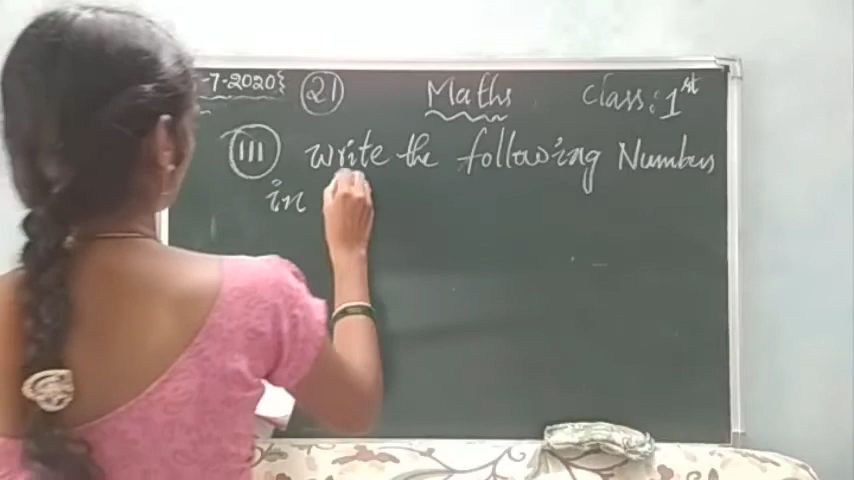 -7-2020} 21 Maths Class: 1st
III Write the following Numbers
in